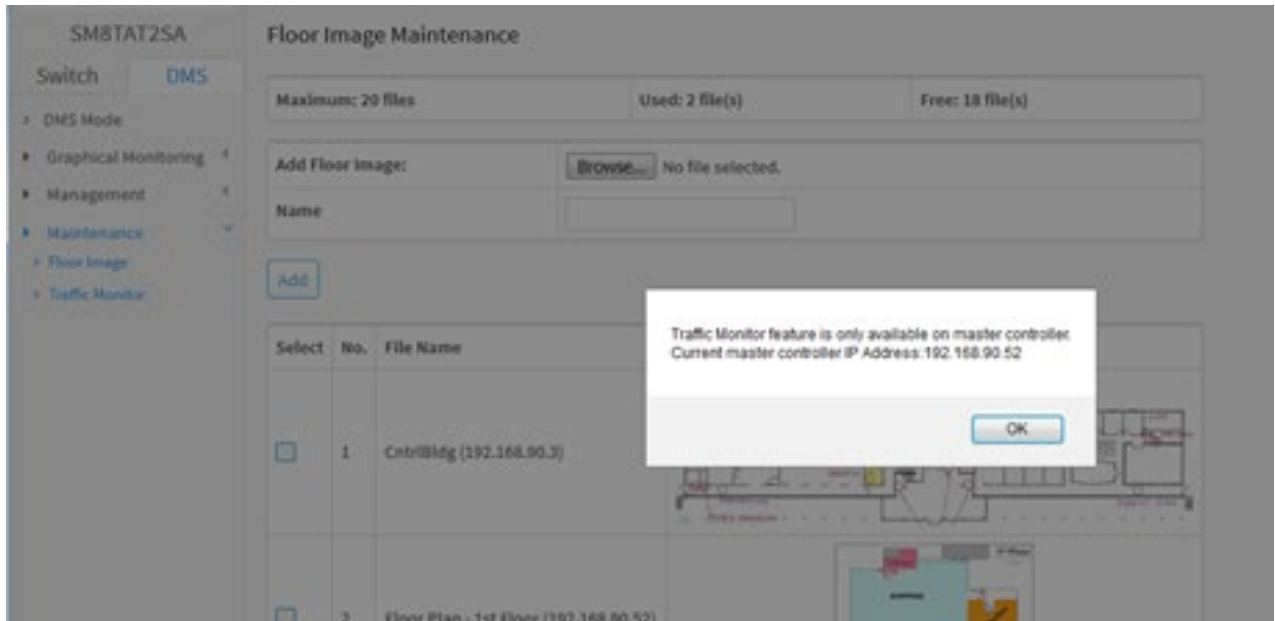 SM8TAT2SA
Switch DMS
DMS Mode
Graphical Monitoring
Management
Maintenance
Floor Image
Traffic Monitor
Floor Image Maintenance
Maximum: 20 files Used: 2 file(s) Free: 18 file(s)
Add Floor Image: Browse... No file selected.
Name
Add
Select No. File Name
1 CntrlBldg (192.168.90.3)
2 Floor Plan - 1st Floor (192.168.90.52)
Traffic Monitor feature is only available on master controller.
Current master controller IP Address:192.168.90.52
OK